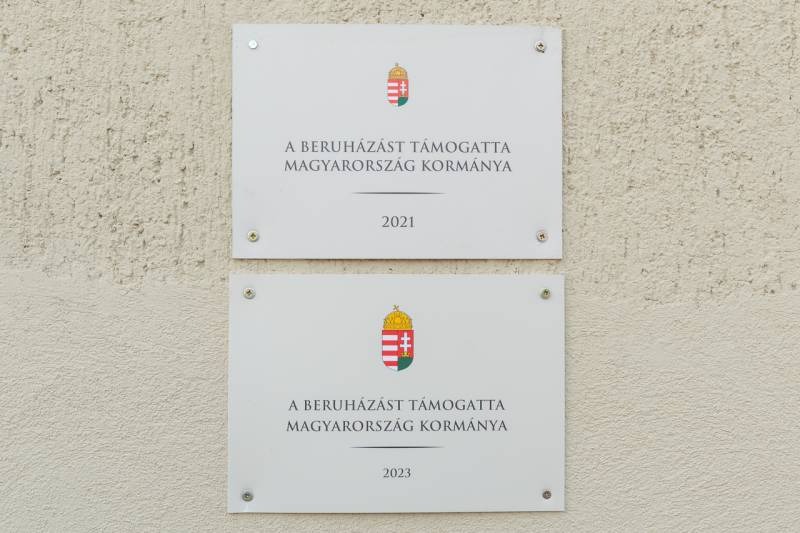 A BERUHÁZÁST TÁMOGATTA
MAGYARORSZÁG KORMÁNYA
2021
A BERUHÁZÁST TÁMOGATTA
MAGYARORSZÁG KORMÁNYA
2023